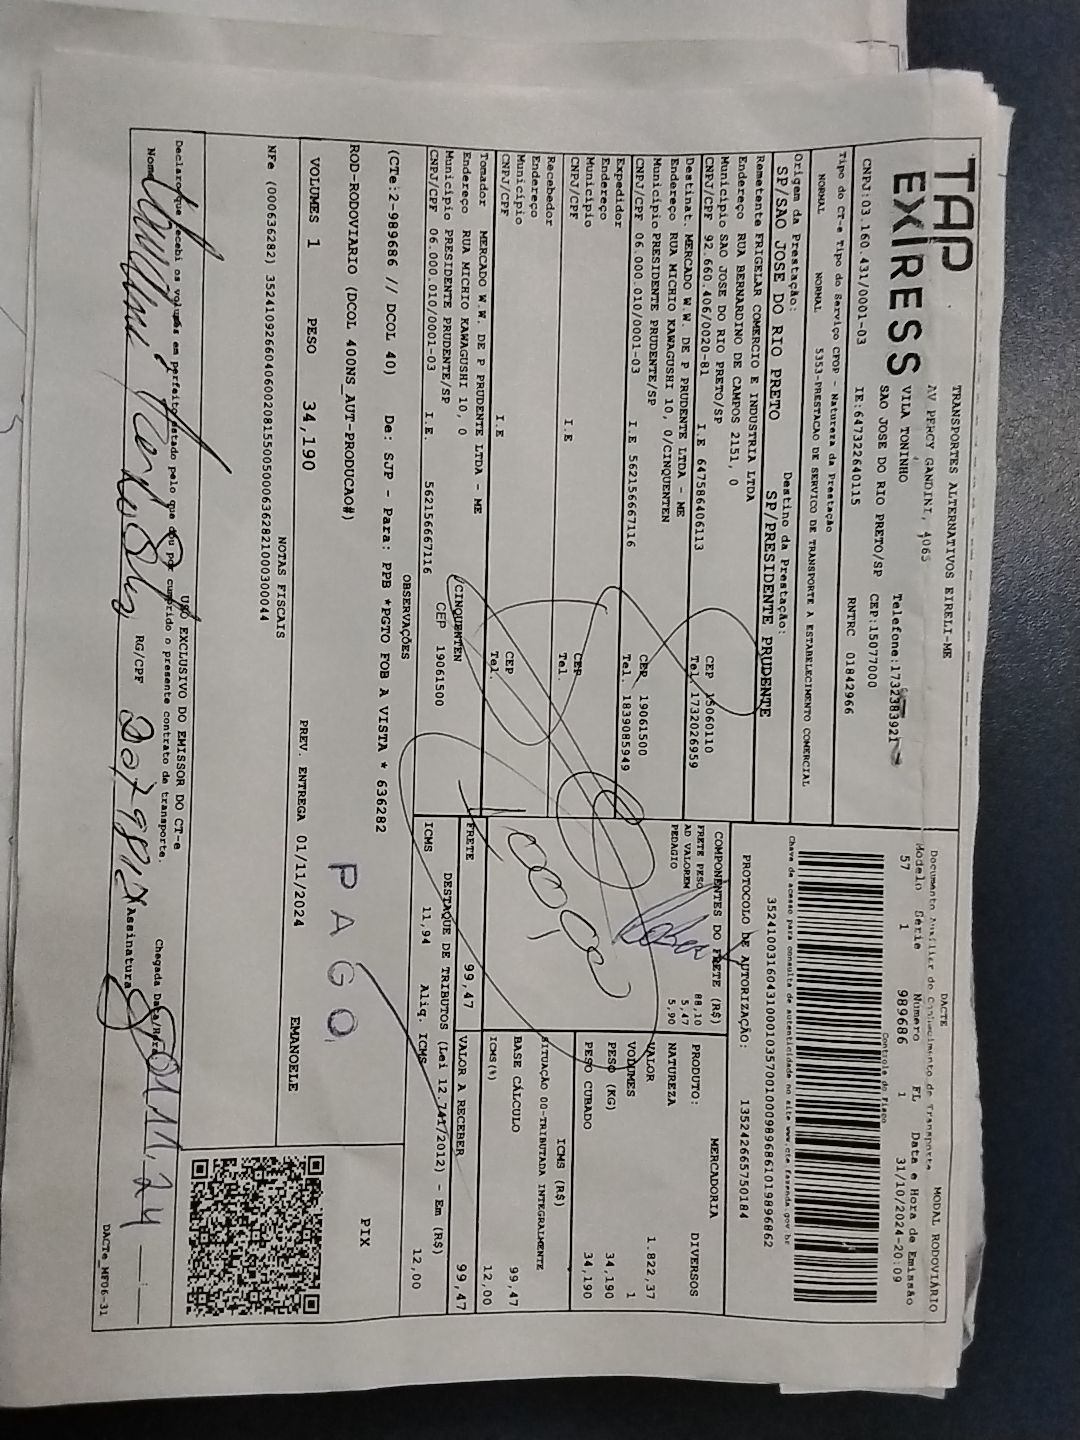 TAP
EXPRESS
TRANSPORTES ALTERNATIVOS EIRELI-ME
AV PERCY GANDINI, 4065
VILA TONINHO
SAO JOSE DO RIO PRETO/SP
Telefone:1732383921
CEP:15077000
CNPJ:03.160.431/0001-03 IE:647322640115 RNTRC 01842966
DACTE
Documento Auxiliar do Conhecimento de Transporte
MODAL RODOVIÁRIO
Modelo Série Número FL Data e Hora de Emissão
57 1 989686 1 31/10/2024-20:09
Controle do Fisco
Chave de acesso para consulta de autenticidade no site www.cte.fazenda.gov.br
PROTOCOLO DE AUTORIZAÇÃO: 135242665750184
Tipo do CT-e Tipo do Serviço CFOP - Natureza da Prestação
NORMAL NORMAL 5353-PRESTACAO DE SERVICO DE TRANSPORTE A ESTABELECIMENTO COMERCIAL
Origem da Prestação: Destino da Prestação:
SP/SAO JOSE DO RIO PRETO SP/PRESIDENTE PRUDENTE
Remetente FRIGELAR COMERCIO E INDUSTRIA LTDA
Endereço RUA BERNARDINO DE CAMPOS 2151, 0
Município SAO JOSE DO RIO PRETO/SP CEP 15060110
CNPJ/CPF 92.660.406/0020-81 I.E 647586406113 Tel. 1732026959
Destinat. MERCADO W.W. DE P PRUDENTE LTDA - ME
Endereço RUA MICHIO KAWAGUSHI 10, 0/CINQUENTEN
Município PRESIDENTE PRUDENTE/SP CEP 19061500
CNPJ/CPF 06.000.010/0001-03 I.E 562156667116 Tel. 1839085949
Expedidor
Endereço
Município CEP
CNPJ/CPF I.E Tel.
Recebedor
Endereço
Município CEP
CNPJ/CPF I.E Tel.
Tomador MERCADO W.W. DE P PRUDENTE LTDA - ME
Endereço RUA MICHIO KAWAGUSHI 10, 0 /CINQUENTEN
Município PRESIDENTE PRUDENTE/SP CEP 19061500
CNPJ/CPF 06.000.010/0001-03 I.E. 562156667116
COMPONENTES DO FRETE (R$)
FRETE PESO 88,10
AD VALOREM 5,47
PEDAGIO 5,90
MERCADORIA
PRODUTO: DIVERSOS
NATUREZA
VALOR 1.822,37
VOLUMES 1
PESO (KG) 34,190
PESO CUBADO 34,190
ICMS (R$)
SITUAÇÃO 00-TRIBUTADA INTEGRALMENTE
BASE CÁLCULO 99,47
ICMS(%) 12,00
FRETE 99,47 VALOR A RECEBER 99,47
DESTAQUE DE TRIBUTOS (Lei 12.741/2012) - Em (R$)
ICMS 11,94 Aliq. ICMS 12,00
OBSERVAÇÕES
(CTe:2-989686 // DCOL 40) De: SJP - Para: PPB *PGTO FOB A VISTA * 636282
ROD-RODOVIARIO (DCOL 400NS_AUT-PRODUCAO#)
PAGO
PIX
VOLUMES 1 PESO 34,190 PREV. ENTREGA 01/11/2024 EMANOELE
NOTAS FISCAIS
NFe (000636282)
USO EXCLUSIVO DO EMISSOR DO CT-e
Declaro que recebi os volumes em perfeito estado pelo que dou por cumprido o presente contrato de transporte.
Chegada Data/Hora
Nome RG/CPF Assinatura
DACTe_MF06-31